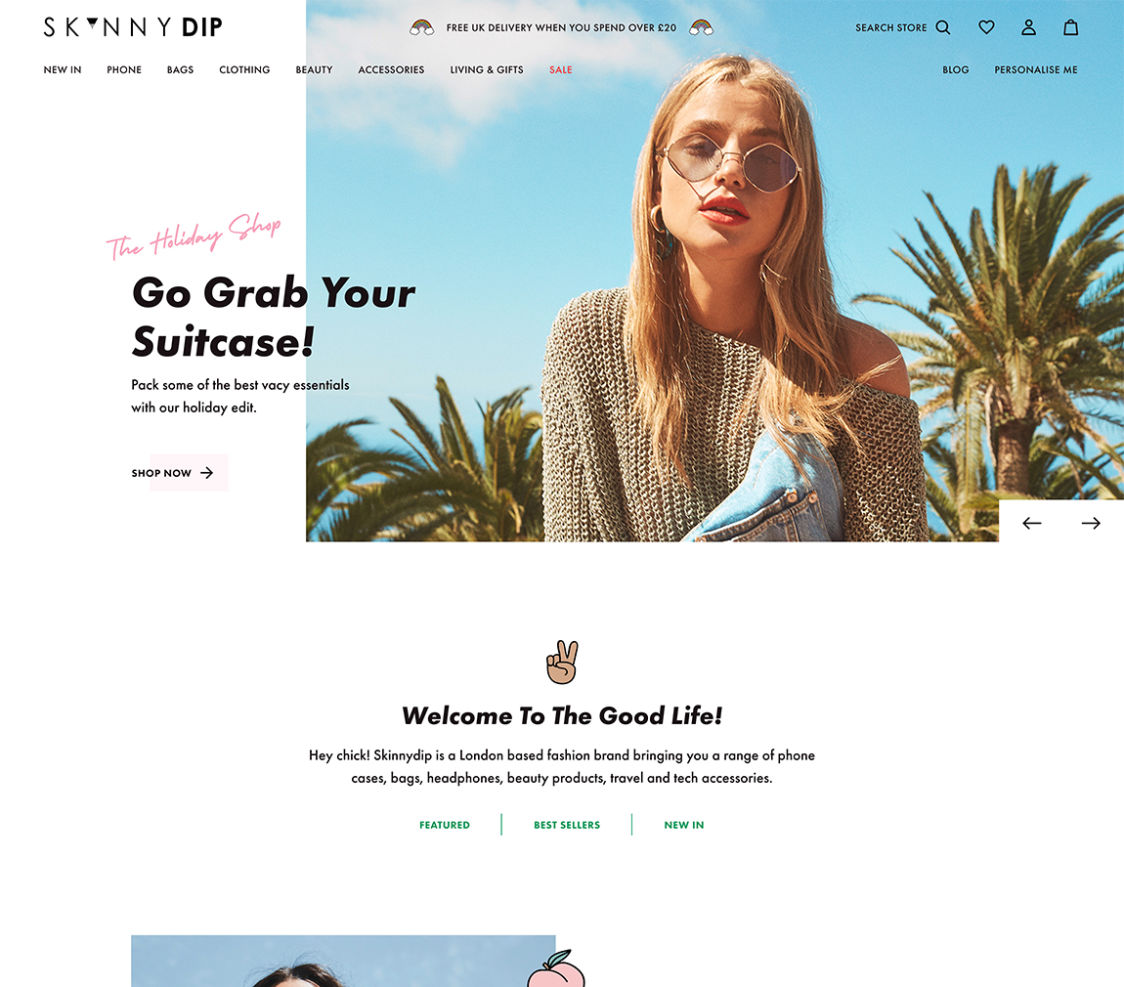 SKINNYDIP
FREE UK DELIVERY WHEN YOU SPEND OVER £20
SEARCH STORE
NEW IN PHONE BAGS CLOTHING BEAUTY ACCESSORIES LIVING & GIFTS SALE
BLOG PERSONALISE ME
The Holiday Shop
Go Grab Your
Suitcase!
Pack some of the best vacy essentials
with our holiday edit.
SHOP NOW
Welcome To The Good Life!
Hey chick! Skinnydip is a London based fashion brand bringing you a range of phone
cases, bags, headphones, beauty products, travel and tech accessories.
FEATURED
BEST SELLERS
NEW IN